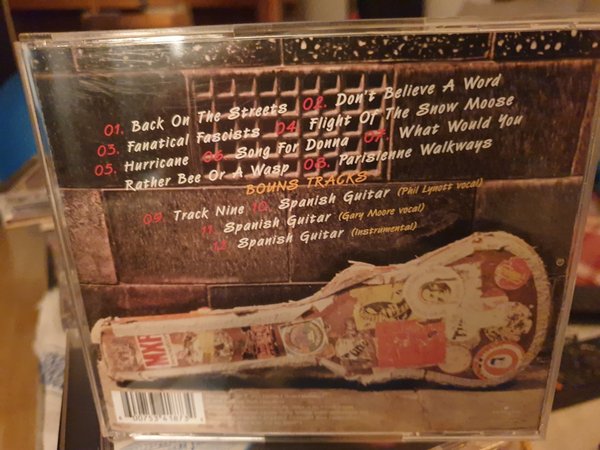 01. Back On The Streets 02. Don't Believe A Word
03. Fanatical Fascists 04. Flight Of The Snow Moose
05. Hurricane 06. Song For Donna 07. What Would You
Rather Bee Or A Wasp 08. Parisienne Walkways
BOUNS TRACKS
09. Track Nine 10. Spanish Guitar (Phil Lynott vocal)
11. Spanish Guitar (Gary Moore vocal)
12. Spanish Guitar (Instrumental)
MXR